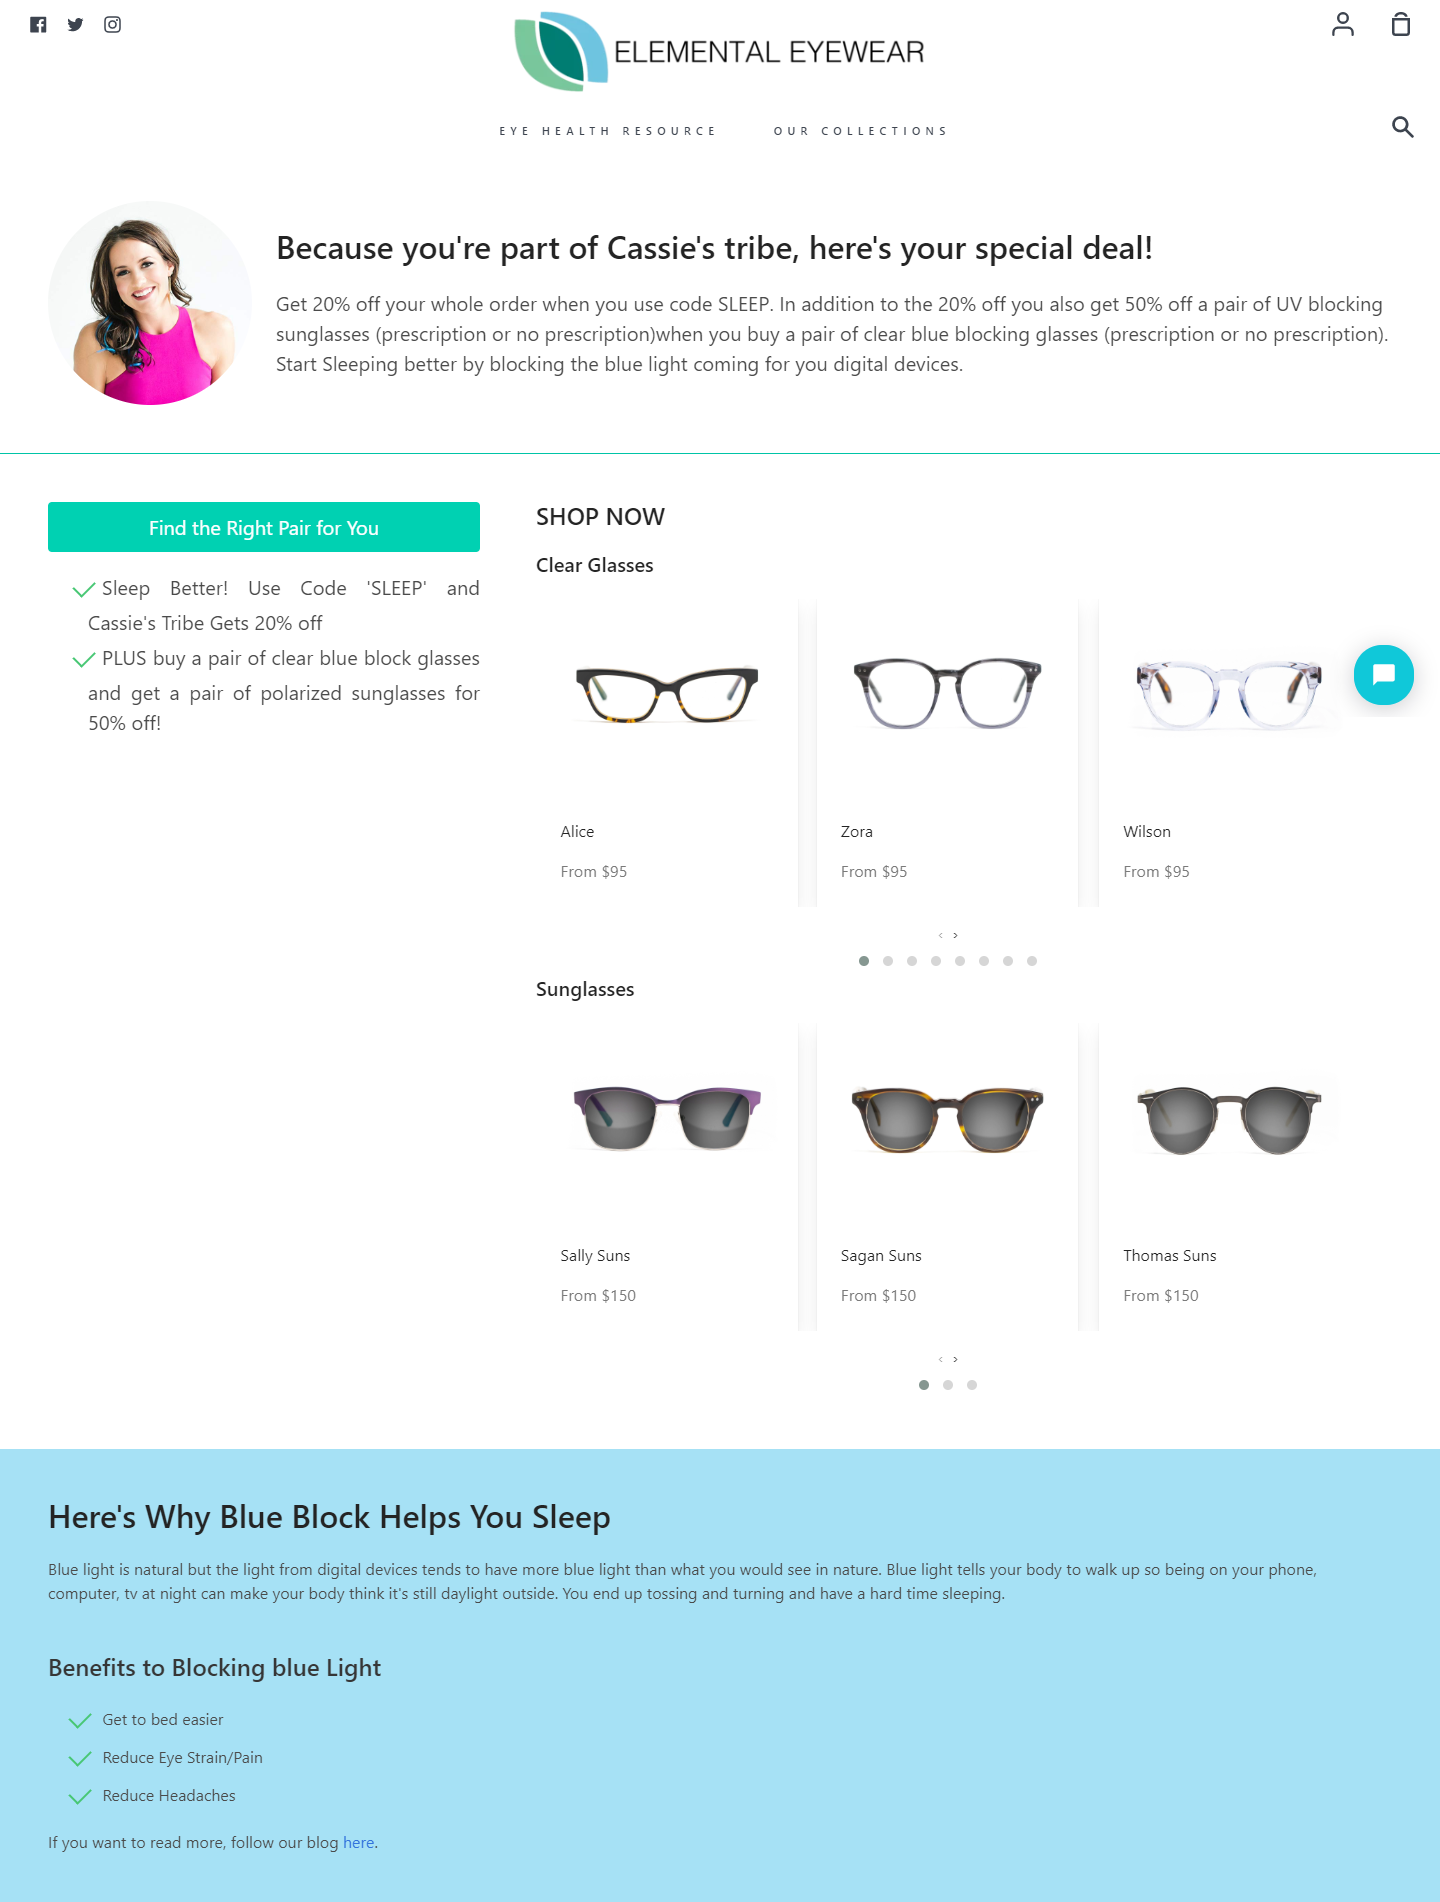 ELEMENTAL EYEWEAR
EYE HEALTH RESOURCE
OUR COLLECTIONS
Because you're part of Cassie's tribe, here's your special deal!
Get 20% off your whole order when you use code SLEEP. In addition to the 20% off you also get 50% off a pair of UV blocking
sunglasses (prescription or no prescription)when you buy a pair of clear blue blocking glasses (prescription or no prescription).
Start Sleeping better by blocking the blue light coming for you digital devices.
Find the Right Pair for You
Sleep Better! Use Code 'SLEEP' and
Cassie's Tribe Gets 20% off
PLUS buy a pair of clear blue block glasses
and get a pair of polarized sunglasses for
50% off!
SHOP NOW
Clear Glasses
Alice
From $95
Zora
From $95
Wilson
From $95
Sunglasses
Sally Suns
From $150
Sagan Suns
From $150
Thomas Suns
From $150
Here's Why Blue Block Helps You Sleep
Blue light is natural but the light from digital devices tends to have more blue light than what you would see in nature. Blue light tells your body to walk up so being on your phone,
computer, tv at night can make your body think it's still daylight outside. You end up tossing and turning and have a hard time sleeping.
Benefits to Blocking blue Light
Get to bed easier
Reduce Eye Strain/Pain
Reduce Headaches
If you want to read more, follow our blog here.